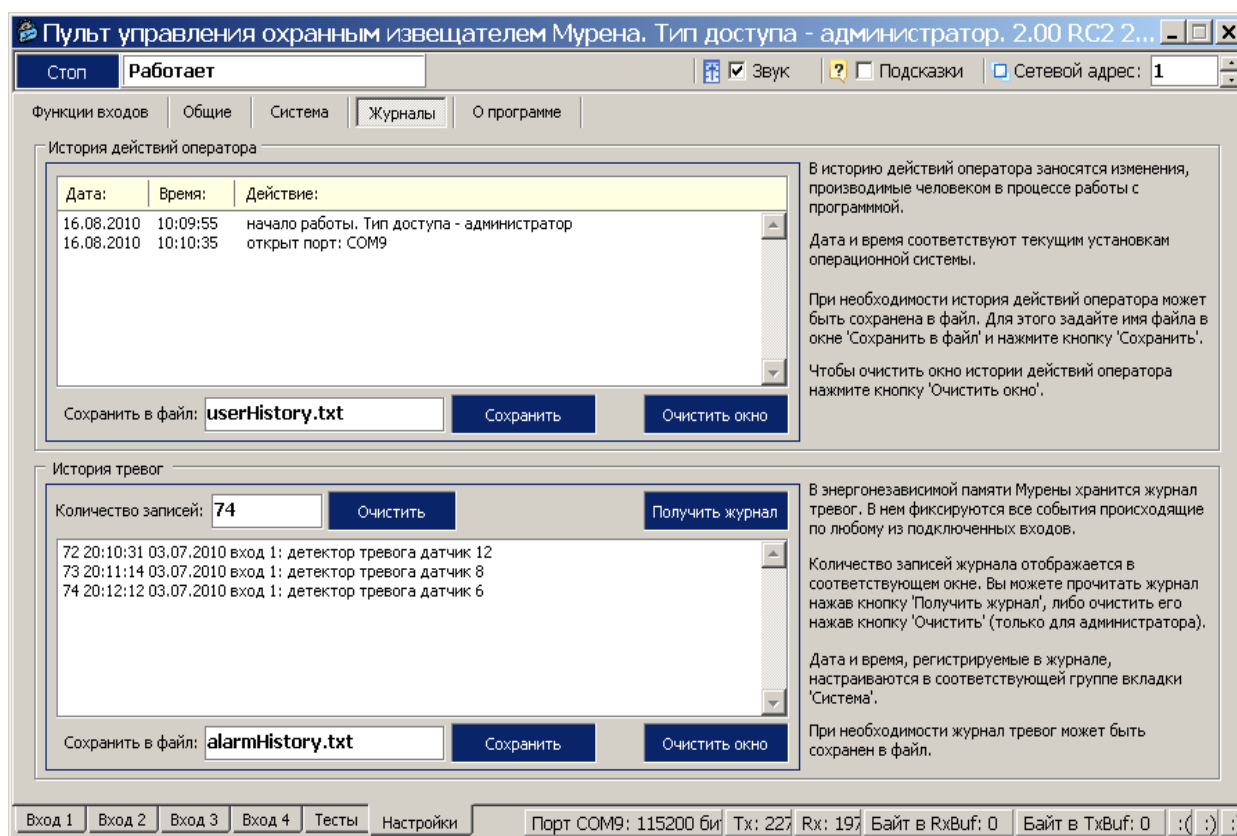 Пульт управления охранным извещателем Мурена. Тип доступа - администратор. 2.00 RC2 2...
Стоп Работает Звук Подсказки Сетевой адрес: 1
Функции входов Общие Система Журналы О программе
История действий оператора
Дата: Время: Действие:
16.08.2010 10:09:55 начало работы. Тип доступа - администратор
16.08.2010 10:10:35 открыт порт: COM9
Сохранить в файл: userHistory.txt Сохранить Очистить окно
В историю действий оператора заносятся изменения,
производимые человеком в процессе работы с
программмой.
Дата и время соответствуют текущим установкам
операционной системы.
При необходимости история действий оператора может
быть сохранена в файл. Для этого задайте имя файла в
окне 'Сохранить в файл' и нажмите кнопку 'Сохранить'.
Чтобы очистить окно истории действий оператора
нажмите кнопку 'Очистить окно'.
История тревог
Количество записей: 74 Очистить Получить журнал
72 20:10:31 03.07.2010 вход 1: детектор тревога датчик 12
73 20:11:14 03.07.2010 вход 1: детектор тревога датчик 8
74 20:12:12 03.07.2010 вход 1: детектор тревога датчик 6
Сохранить в файл: alarmHistory.txt Сохранить Очистить окно
В энергонезависимой памяти Мурены хранится журнал
тревог. В нем фиксируются все события происходящие
по любому из подключенных входов.
Количество записей журнала отображается в
соответствующем окне. Вы можете прочитать журнал
нажав кнопку 'Получить журнал', либо очистить его
нажав кнопку 'Очистить' (только для администратора).
Дата и время, регистрируемые в журнале,
настраиваются в соответствующей группе вкладки
'Система'.
При необходимости журнал тревог может быть
сохранен в файл.
Вход 1 Вход 2 Вход 3 Вход 4 Тесты Настройки Порт COM9: 115200 би Tx: 227 Rx: 197 Байт в RxBuf: 0 Байт в TxBuf: 0 :( :)